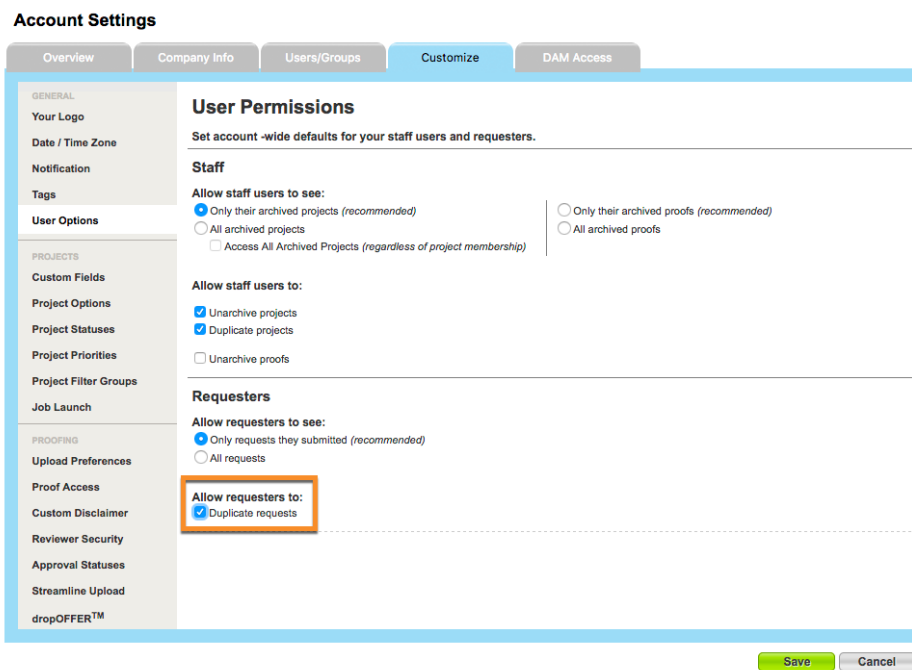 Account Settings
Overview
Company Info
Users/Groups
Customize
DAM Access
GENERAL
Your Logo
Date / Time Zone
Notification
Tags
User Options
PROJECTS
Custom Fields
Project Options
Project Statuses
Project Priorities
Project Filter Groups
Job Launch
PROOFING
Upload Preferences
Proof Access
Custom Disclaimer
Reviewer Security
Approval Statuses
Streamline Upload
dropOFFER™
User Permissions
Set account -wide defaults for your staff users and requesters.
Staff
Allow staff users to see:
Only their archived projects (recommended)
All archived projects
Access All Archived Projects (regardless of project membership)
Only their archived proofs (recommended)
All archived proofs
Allow staff users to:
Unarchive projects
Duplicate projects
Unarchive proofs
Requesters
Allow requesters to see:
Only requests they submitted (recommended)
All requests
Allow requesters to:
Duplicate requests
Save
Cancel